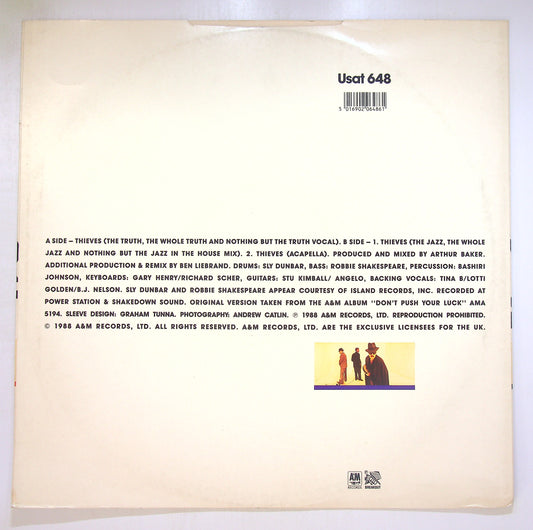 Usat 648
5 016902 064861
A SIDE – THIEVES (THE TRUTH, THE WHOLE TRUTH AND NOTHING BUT THE TRUTH VOCAL). B SIDE – 1. THIEVES (THE JAZZ, THE WHOLE
JAZZ AND NOTHING BUT THE JAZZ IN THE HOUSE MIX). 2. THIEVES (ACAPELLA). PRODUCED AND MIXED BY ARTHUR BAKER.
ADDITIONAL PRODUCTION & REMIX BY BEN LIEBRAND. DRUMS: SLY DUNBAR, BASS: ROBBIE SHAKESPEARE, PERCUSSION: BASHIRI
JOHNSON, KEYBOARDS: GARY HENRY/RICHARD SCHER, GUITARS: STU KIMBALL/ ANGELO, BACKING VOCALS: TINA B/LOTTI
GOLDEN/B.J. NELSON. SLY DUNBAR AND ROBBIE SHAKESPEARE APPEAR COURTESY OF ISLAND RECORDS, INC. RECORDED AT
POWER STATION & SHAKEDOWN SOUND. ORIGINAL VERSION TAKEN FROM THE A&M ALBUM "DON'T PUSH YOUR LUCK" AMA
5194. SLEEVE DESIGN: GRAHAM TUNNA. PHOTOGRAPHY: ANDREW CATLIN. ℗ 1988 A&M RECORDS, LTD. REPRODUCTION PROHIBITED.
© 1988 A&M RECORDS, LTD. ALL RIGHTS RESERVED. A&M RECORDS, LTD. ARE THE EXCLUSIVE LICENSEES FOR THE UK.
A&M
RECORDS
BREAKOUT